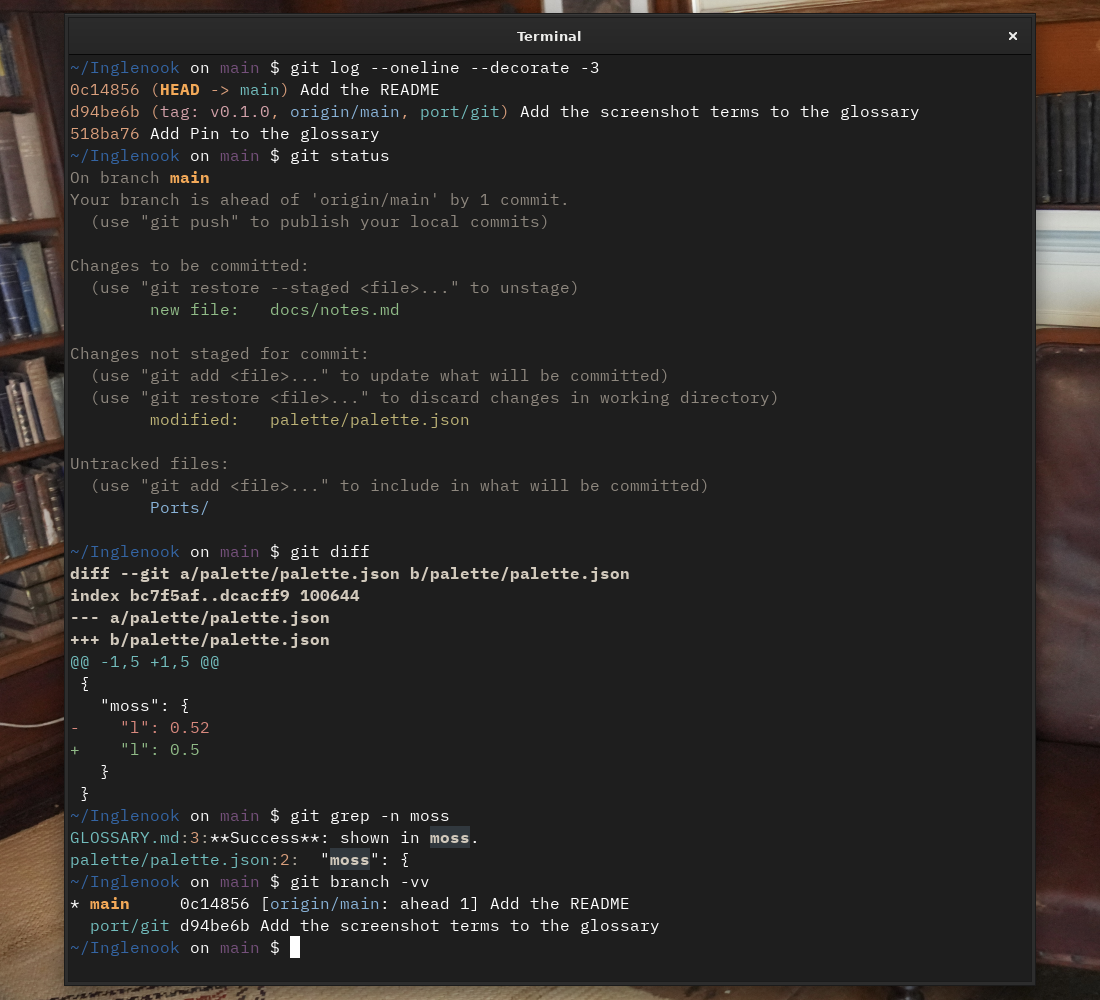 Terminal
~/Inglenook on main $ git log --oneline --decorate -3
0c14856 (HEAD -> main) Add the README
d94be6b (tag: v0.1.0, origin/main, port/git) Add the screenshot terms to the glossary
518ba76 Add Pin to the glossary
~/Inglenook on main $ git status
On branch main
Your branch is ahead of 'origin/main' by 1 commit.
  (use "git push" to publish your local commits)

Changes to be committed:
  (use "git restore --staged <file>..." to unstage)
        new file:   docs/notes.md

Changes not staged for commit:
  (use "git add <file>..." to update what will be committed)
  (use "git restore <file>..." to discard changes in working directory)
        modified:   palette/palette.json

Untracked files:
  (use "git add <file>..." to include in what will be committed)
        Ports/

~/Inglenook on main $ git diff
diff --git a/palette/palette.json b/palette/palette.json
index bc7f5af..dcacff9 100644
--- a/palette/palette.json
+++ b/palette/palette.json
@@ -1,5 +1,5 @@
 {
   "moss": {
-    "l": 0.52
+    "l": 0.5
   }
 }
~/Inglenook on main $ git grep -n moss
GLOSSARY.md:3:**Success**: shown in moss.
palette/palette.json:2:  "moss": {
~/Inglenook on main $ git branch -vv
* main     0c14856 [origin/main: ahead 1] Add the README
  port/git d94be6b Add the screenshot terms to the glossary
~/Inglenook on main $